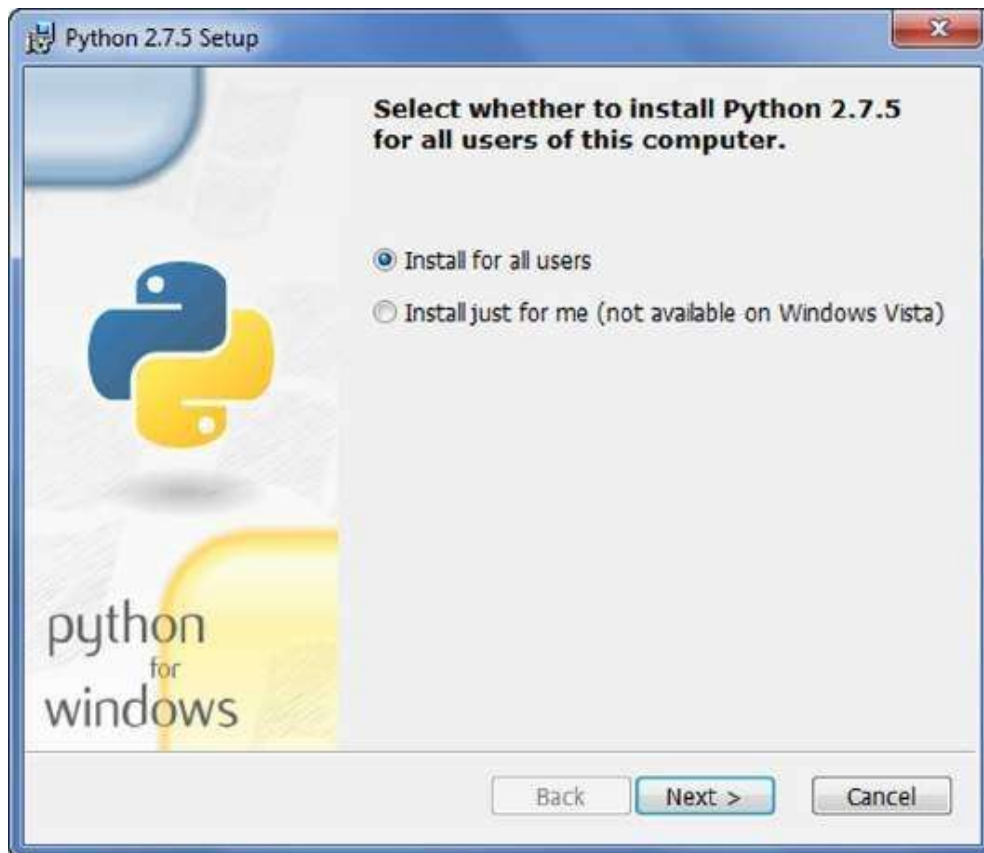 Python 2.7.5 Setup
Select whether to install Python 2.7.5
for all users of this computer.
Install for all users
Install just for me (not available on Windows Vista)
python
for
windows
Back
Next >
Cancel